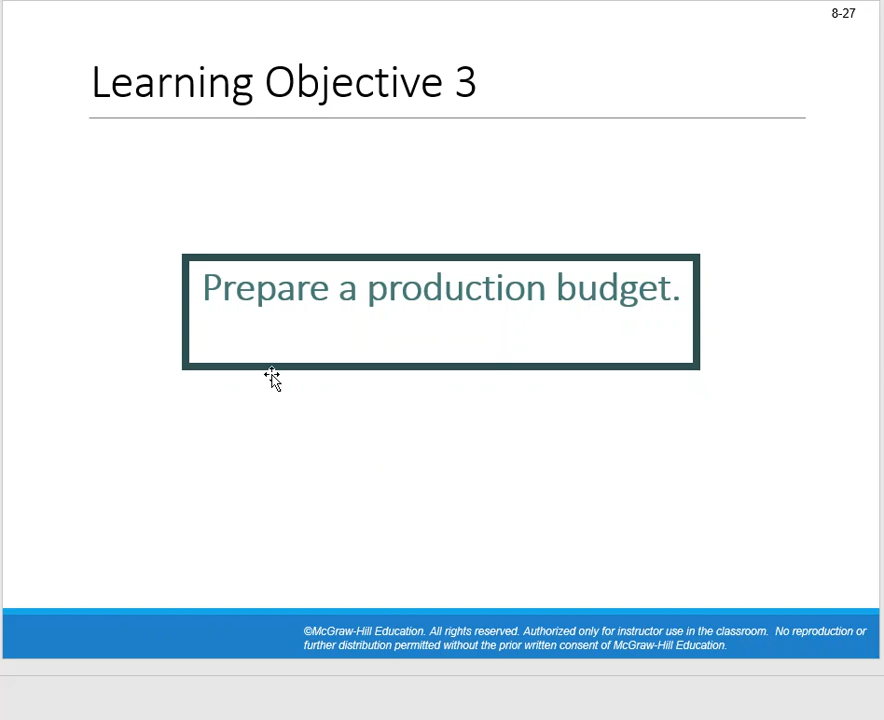 8-27
Learning Objective 3
Prepare a production budget.
©McGraw-Hill Education. All rights reserved. Authorized only for instructor use in the classroom. No reproduction or
further distribution permitted without the prior written consent of McGraw-Hill Education.